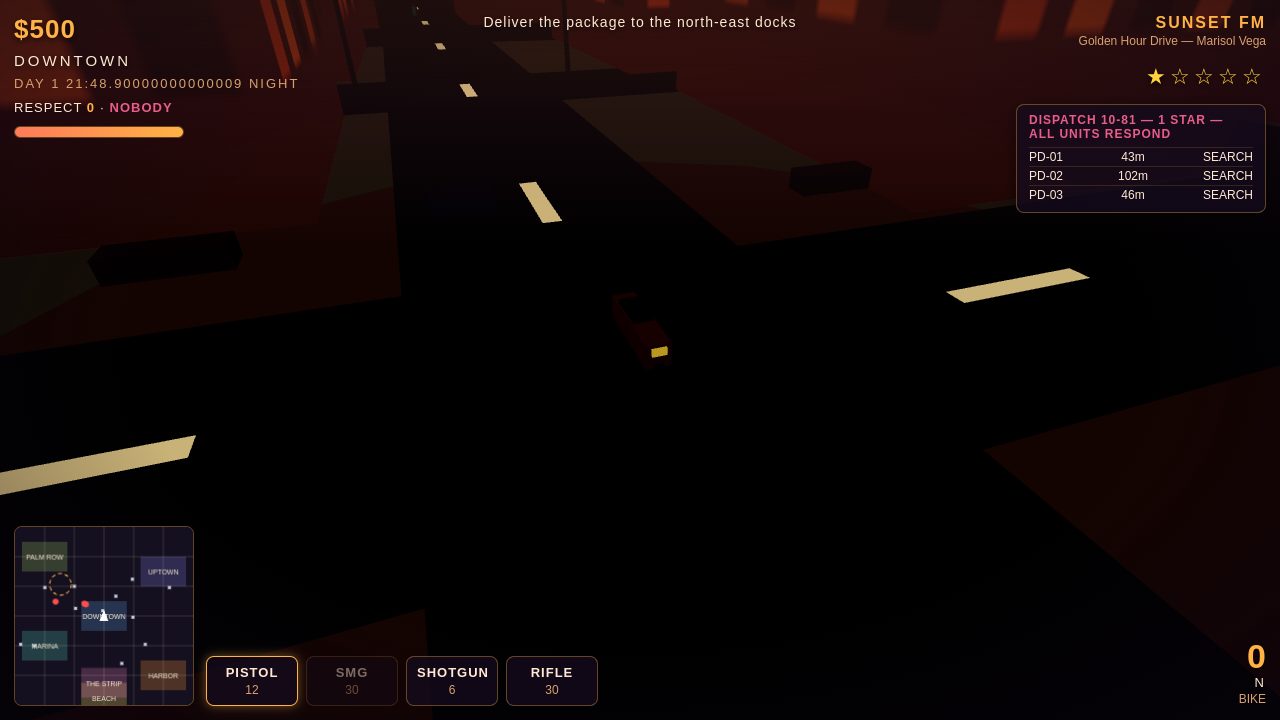 $500
DOWNTOWN
DAY 1 21:48.90000000000009 NIGHT
RESPECT 0 · NOBODY
Deliver the package to the north-east docks
SUNSET FM
Golden Hour Drive — Marisol Vega
★☆☆☆☆
DISPATCH 10-81 — 1 STAR —
ALL UNITS RESPOND
PD-01 43m SEARCH
PD-02 102m SEARCH
PD-03 46m SEARCH
PALM ROW
UPTOWN
DOWNTOWN
MARINA
HARBOR
THE STRIP
BEACH
PISTOL
12
SMG
30
SHOTGUN
6
RIFLE
30
0
N
BIKE